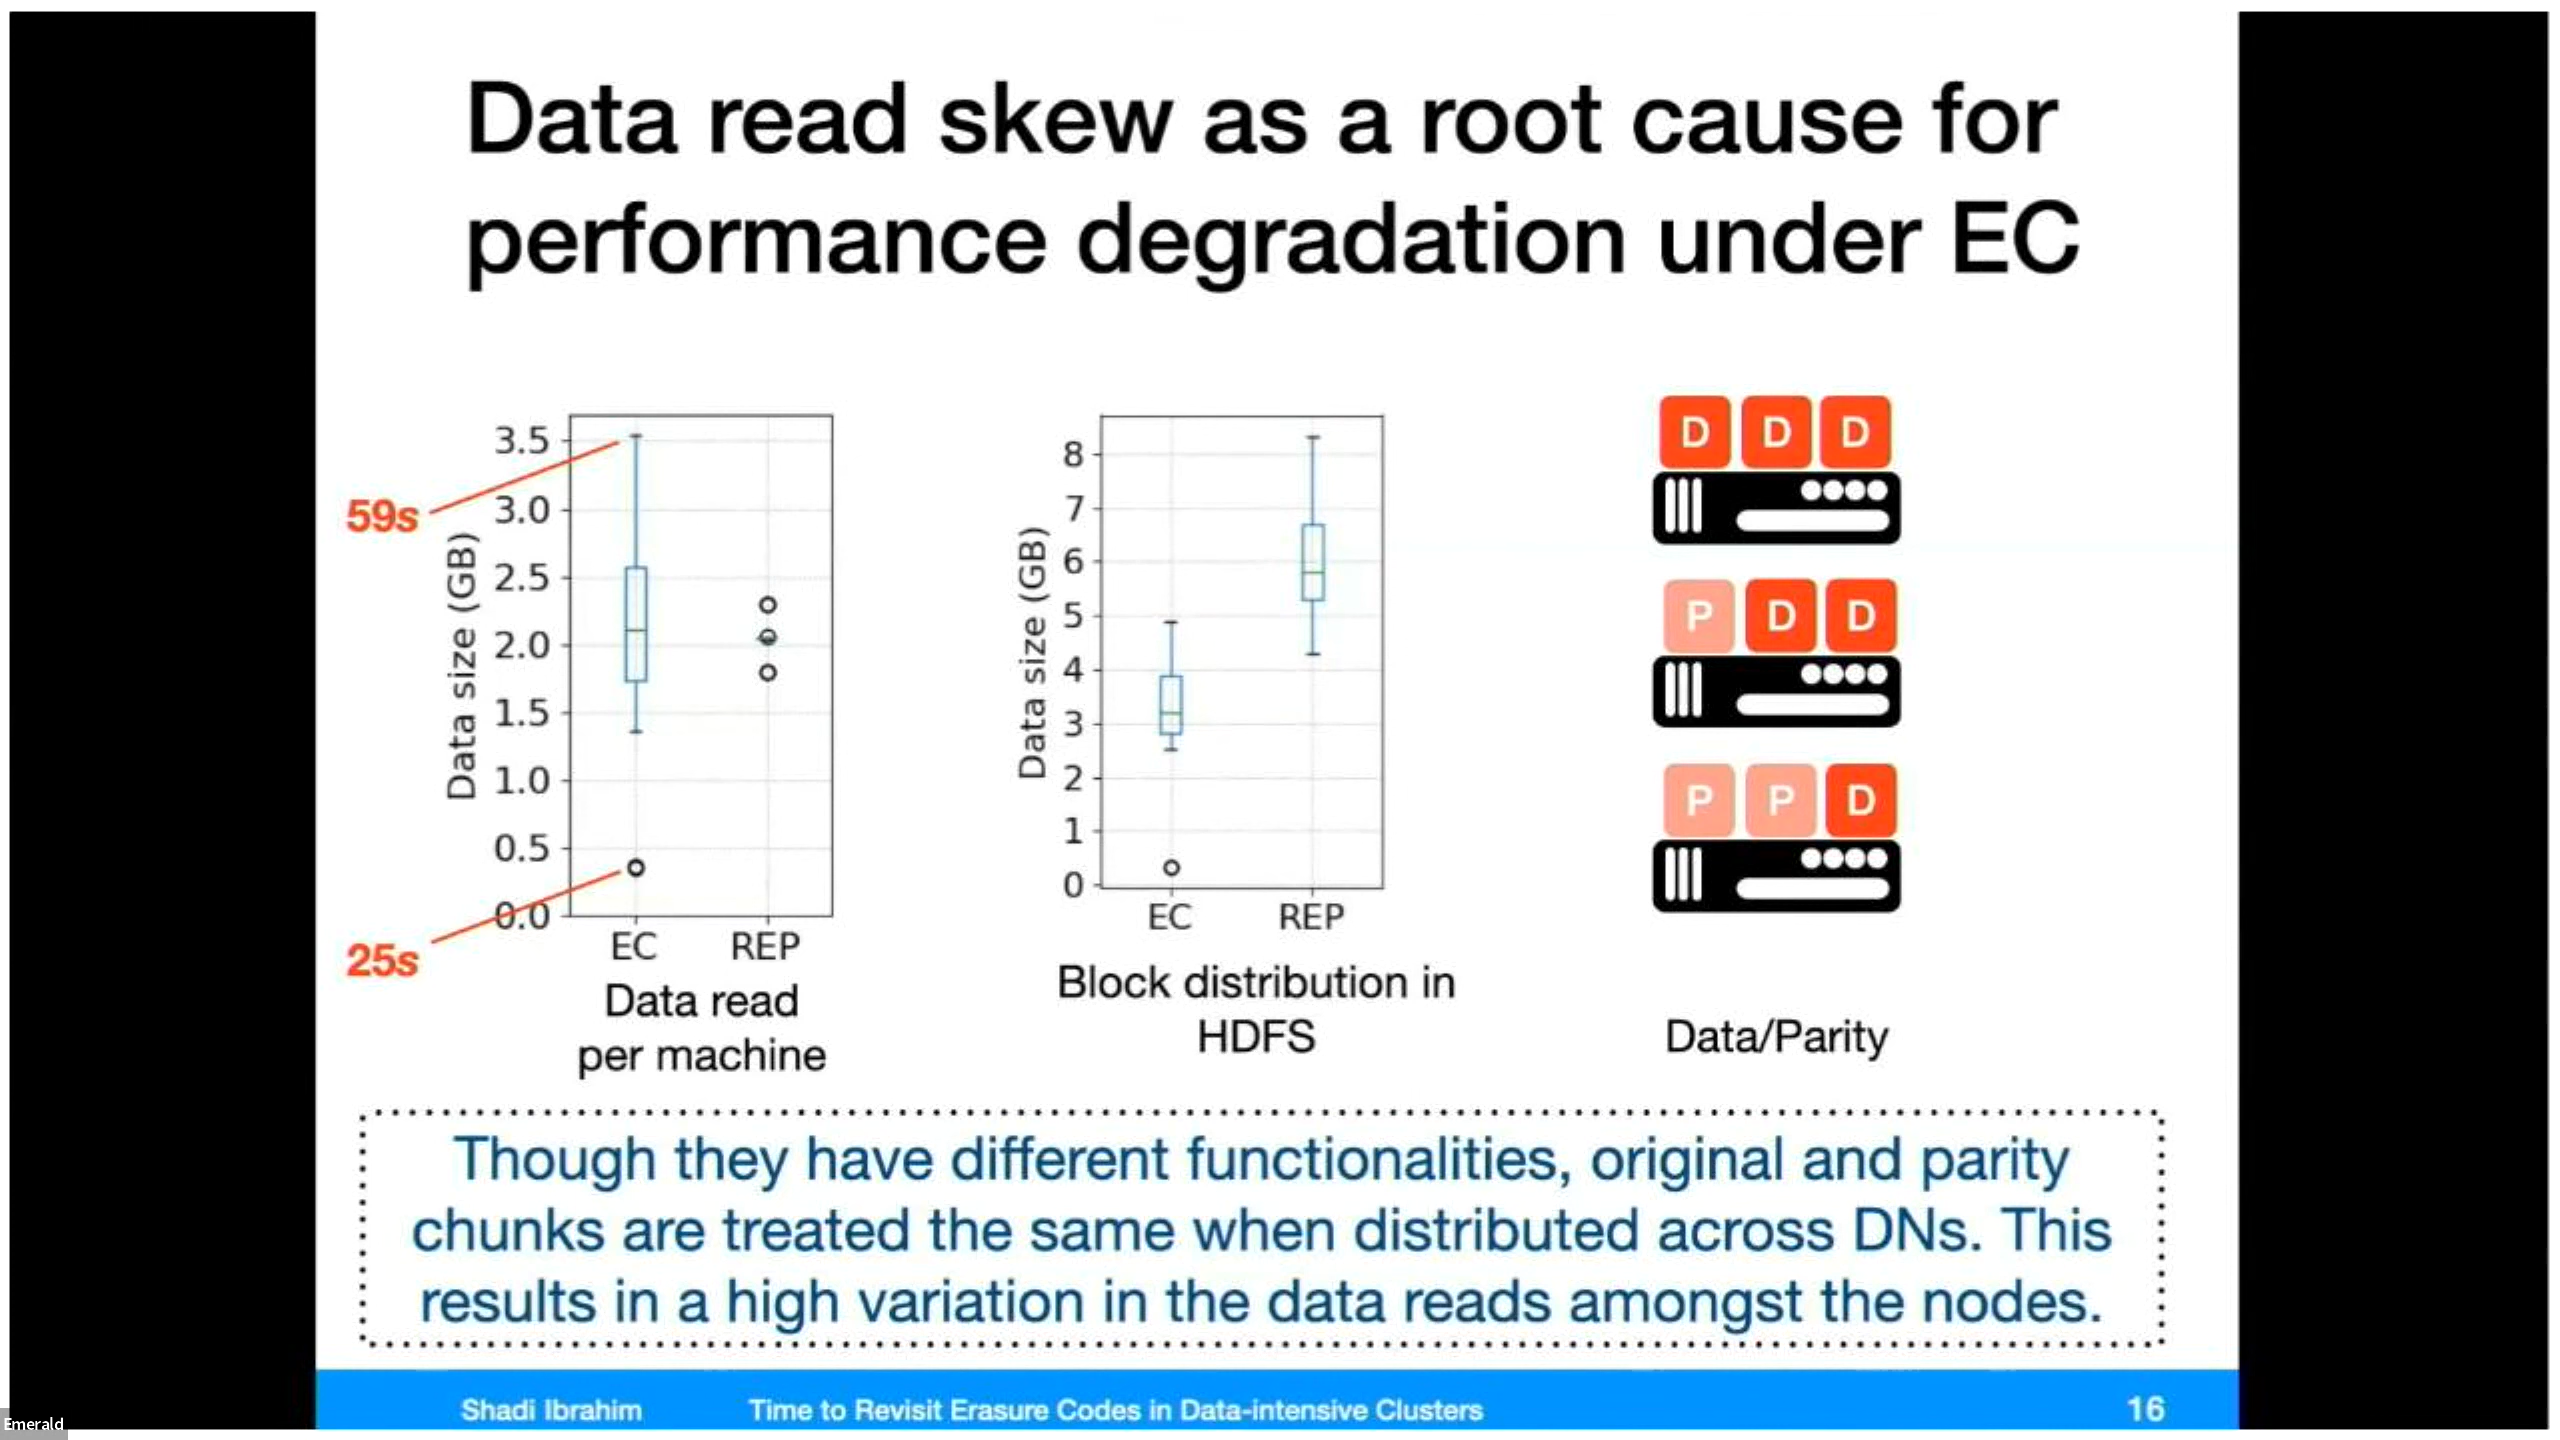 Data read skew as a root cause for
performance degradation under EC
59s
25s
Data size (GB)
3.5
3.0
2.5
2.0
1.5
1.0
0.5
0.0
EC REP
Data read
per machine
Data size (GB)
8
7
6
5
4
3
2
1
0
EC REP
Block distribution in
HDFS
D D D
P D D
P P D
Data/Parity
Though they have different functionalities, original and parity
chunks are treated the same when distributed across DNs. This
results in a high variation in the data reads amongst the nodes.
Shadi Ibrahim Time to Revisit Erasure Codes in Data-intensive Clusters 16
Emerald